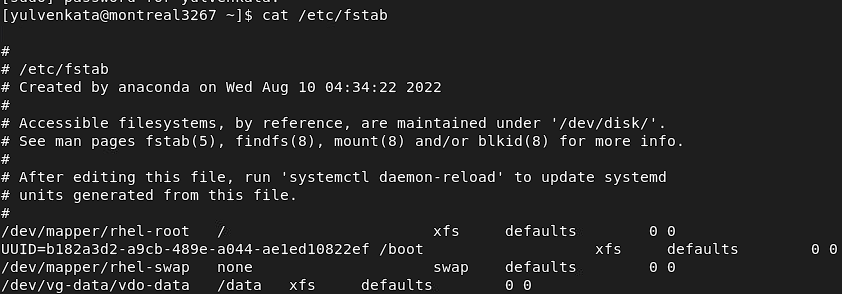 [sudo] password for yulvenkata:
[yulvenkata@montreal3267 ~]$ cat /etc/fstab
#
# /etc/fstab
# Created by anaconda on Wed Aug 10 04:34:22 2022
#
# Accessible filesystems, by reference, are maintained under '/dev/disk/'.
# See man pages fstab(5), findfs(8), mount(8) and/or blkid(8) for more info.
#
# After editing this file, run 'systemctl daemon-reload' to update systemd
# units generated from this file.
#
/dev/mapper/rhel-root   /                       xfs     defaults        0 0
UUID=b182a3d2-a9cb-489e-a044-ae1ed10822ef /boot                   xfs     defaults        0 0
/dev/mapper/rhel-swap   none                    swap    defaults        0 0
/dev/vg-data/vdo-data   /data   xfs     defaults                0 0